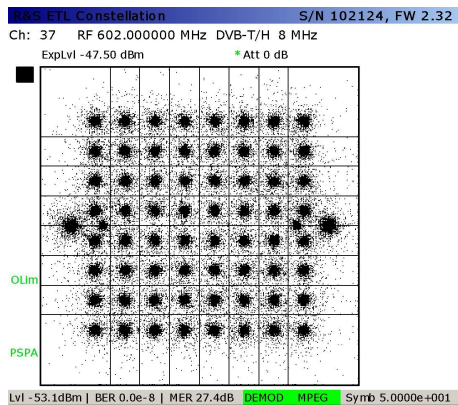 R&S ETL Constellation S/N 102124, FW 2.32
Ch: 37 RF 602.000000 MHz DVB-T/H 8 MHz
ExpLvl -47.50 dBm * Att 0 dB
OLim
PSPA
Lvl -53.1dBm | BER 0.0e-8 | MER 27.4dB DEMOD MPEG Symb 5.0000e+001